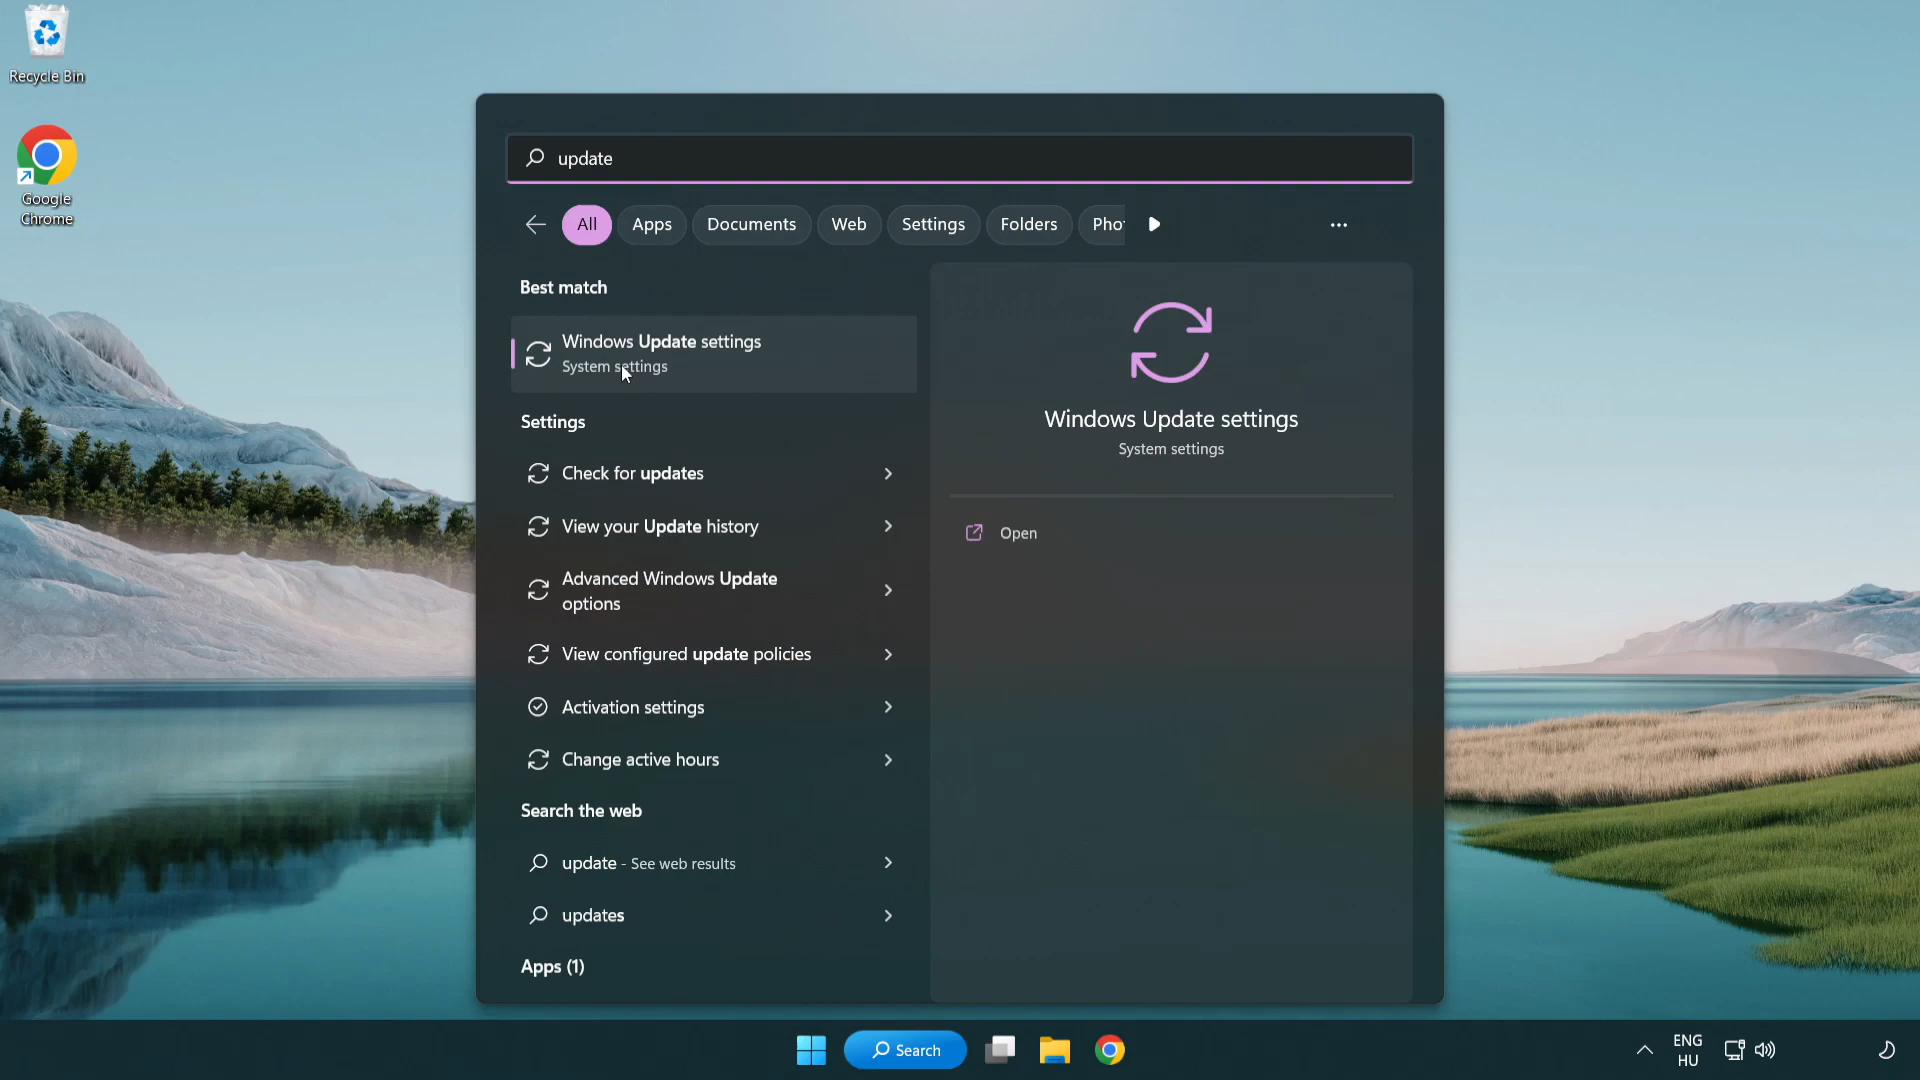 Recycle Bin
Google
Chrome
update
All
Apps
Documents
Web
Settings
Folders
Pho
Best match
Windows Update settings
System settings
Settings
Check for updates
View your Update history
Advanced Windows Update
options
View configured update policies
Activation settings
Change active hours
Search the web
update - See web results
updates
Apps (1)
Windows Update settings
System settings
Open
Search
ENG
HU